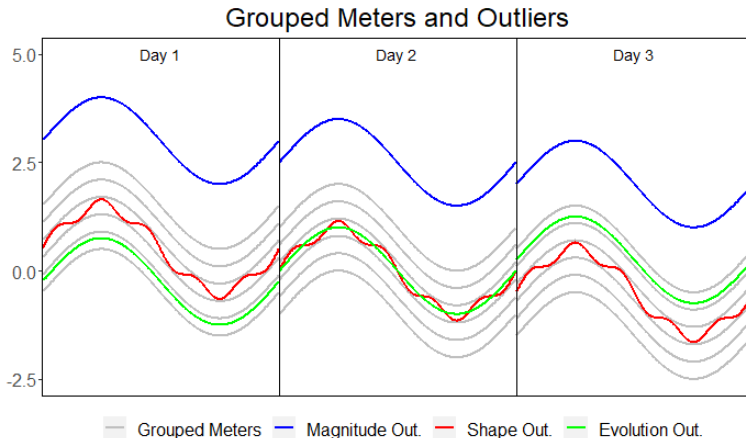 Grouped Meters and Outliers
5.0
Day 1 Day 2 Day 3
2.5
0.0
-2.5
Grouped Meters Magnitude Out. Shape Out. Evolution Out.